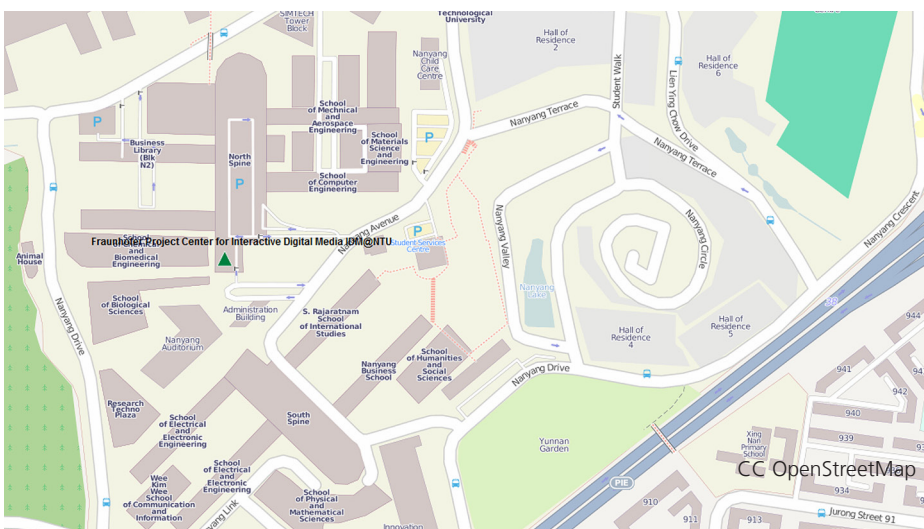 SIMTECH
Tower
Block
Technological
University
Hall of
Residence
2
Hall of
Residence
6
Nanyang
Child
Care
Centre
Student Walk
Lien Ying Chow Drive
Nanyang Terrace
Nanyang Terrace
School
of Mechnical
and
Aerospace
Engineering
P
P
School
of Materials
Science
and
Engineering
Business
Library
(Blk
N2)
North
Spine
P
School
of Computer
Engineering
Nanyang Crescent
Nanyang Avenue
Nanyang Valley
Nanyang Circle
P
Student Services
Centre
Fraunhofer Project Center for Interactive Digital Media IDM@NTU
School
and
Biomedical
Engineering
Animal
House
Nanyang
Lake
School
of Biological
Sciences
Administration
Building
S. Rajaratnam
School
of International
Studies
Nanyang Drive
Nanyang
Auditorium
Hall of
Residence
4
Hall of
Residence
5
944
Nanyang
Business
School
School
of Humanities
and
Social
Sciences
Nanyang Drive
941
942
940
Research
Techno
Plaza
School
of Electrical
and
Electronic
Engineering
South
Spine
Yunnan
Garden
Xing
Nan
Primary
School
939
CC OpenStreetMap
934
PIE
Wee
Kim
Wee
School
of Communication
and
Information
School
of Electrical
and
Electronic
Engineering
School
of Physical
and
Mathematical
Sciences
yang Link
Innovation
910
911
913
Jurong Street 91